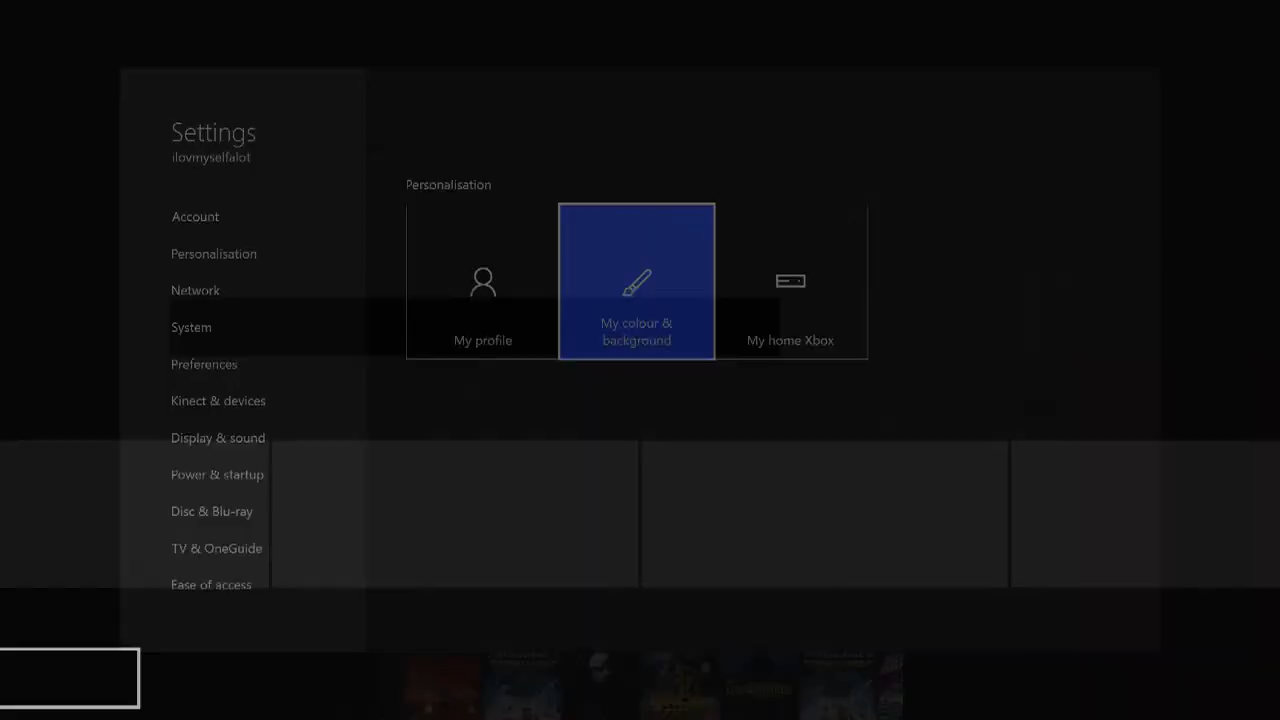 Settings
ilovmyselfalot
Account
Personalisation
Network
System
Preferences
Kinect & devices
Display & sound
Power & startup
Disc & Blu-ray
TV & OneGuide
Ease of access
Personalisation
My profile
My colour &
background
My home Xbox